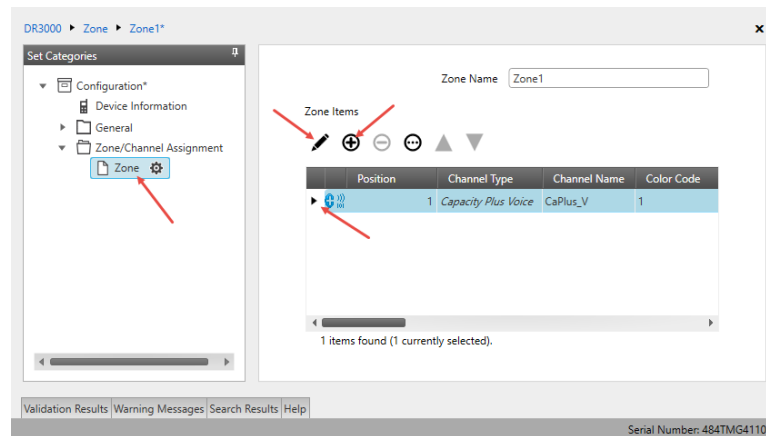 DR3000 Zone Zone1*
Set Categories
Configuration*
Device Information
General
Zone/Channel Assignment
Zone
Zone Name Zone1
Zone Items
Position Channel Type Channel Name Color Code
1 Capacity Plus Voice CaPlus_V 1
1 items found (1 currently selected).
Validation Results Warning Messages Search Results Help
Serial Number: 484TMG4110